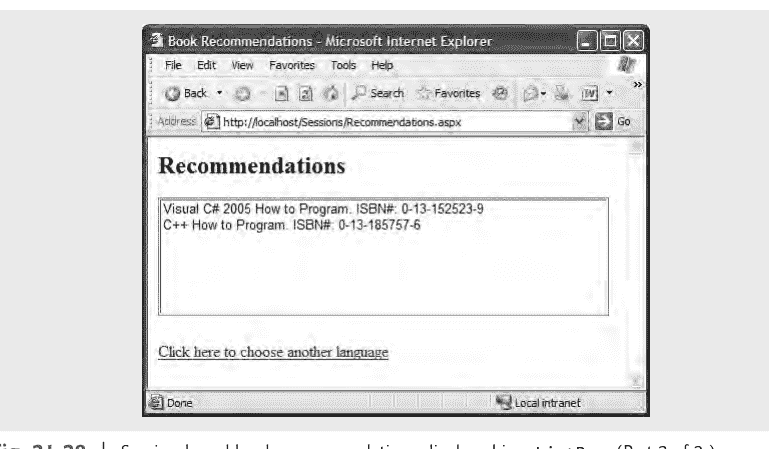 Book Recommendations - Microsoft Internet Explorer
File Edit View Favorites Tools Help
Back Search Favorites »
Address http://localhost/Sessions/Recommendations.aspx Go
Recommendations
Visual C# 2005 How to Program. ISBN#: 0-13-152523-9
C++ How to Program. ISBN#: 0-13-185757-6
Click here to choose another language
Done Local intranet